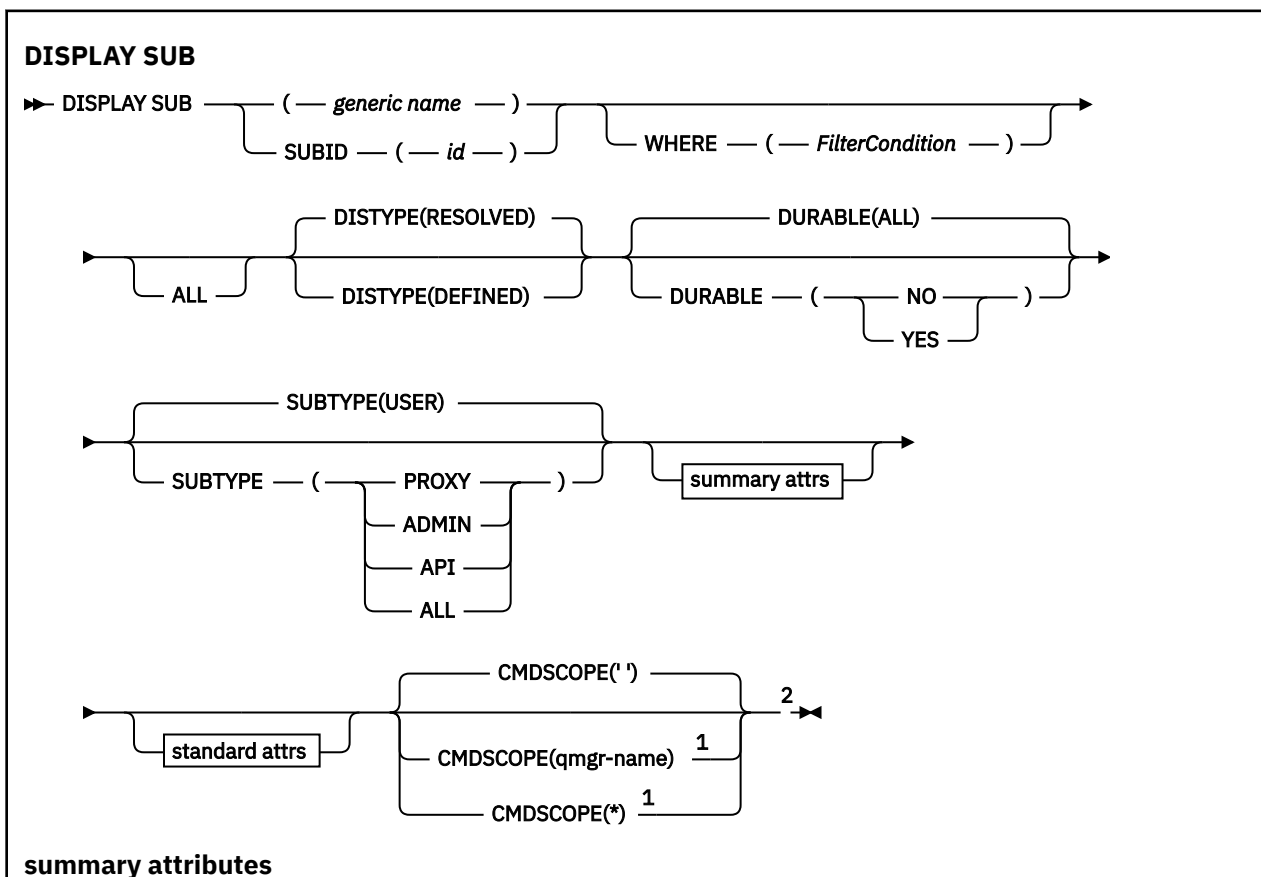 DISPLAY SUB
DISPLAY SUB ( generic name )
SUBID ( id )
WHERE ( FilterCondition )
ALL
DISTYPE(RESOLVED)
DISTYPE(DEFINED)
DURABLE(ALL)
DURABLE ( NO )
YES
SUBTYPE(USER)
SUBTYPE ( PROXY )
ADMIN
API
ALL
summary attrs
standard attrs
CMDSCOPE(' ')
CMDSCOPE(qmgr-name) 1
CMDSCOPE(*) 1
2
summary attributes